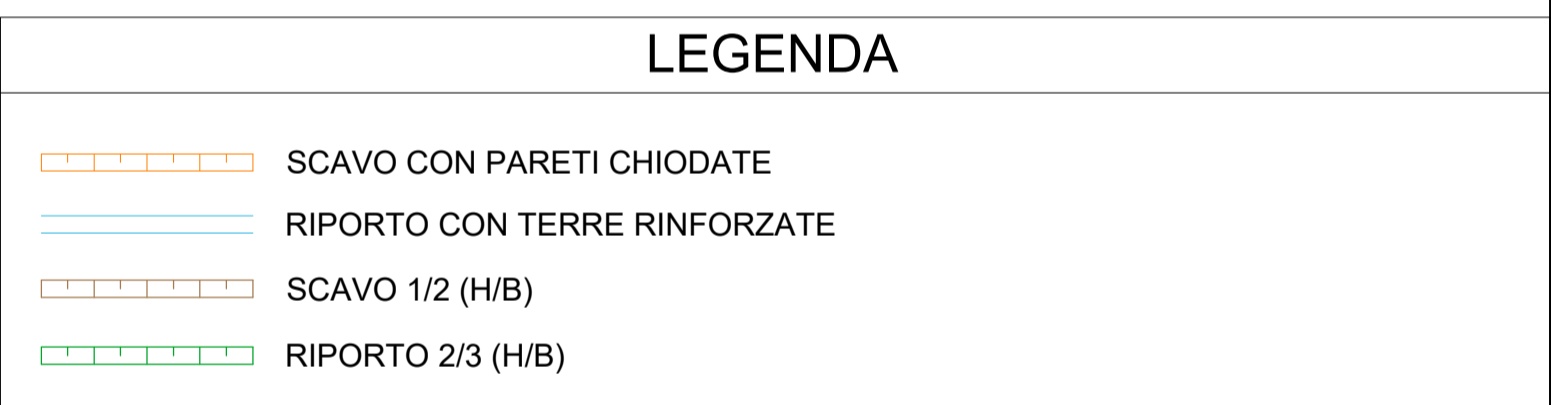 LEGENDA
SCAVO CON PARETI CHIODATE
RIPORTO CON TERRE RINFORZATE
SCAVO 1/2 (H/B)
RIPORTO 2/3 (H/B)